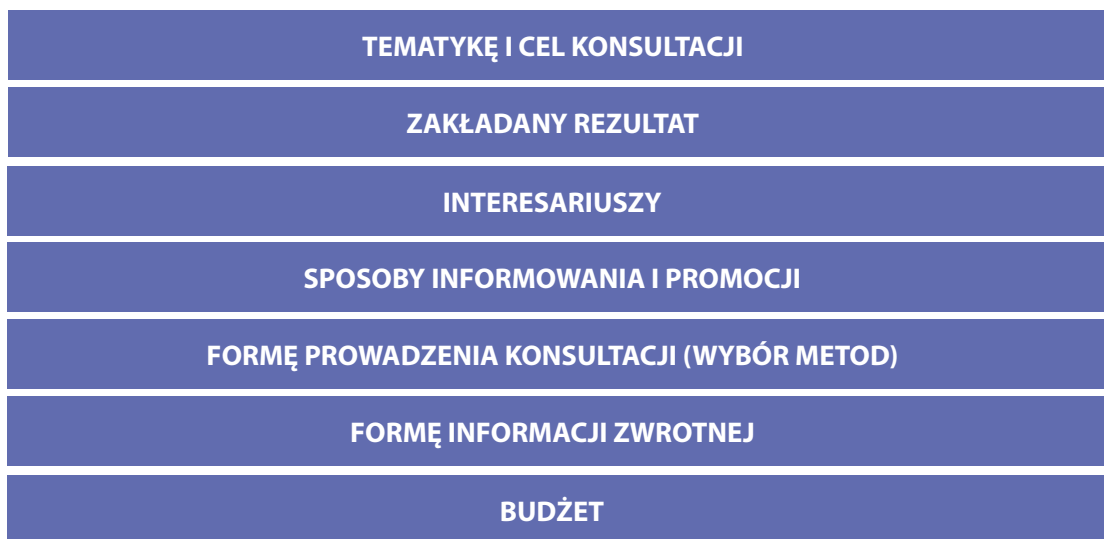 TEMATYKĘ I CEL KONSULTACJI
ZAKŁADANY REZULTAT
INTERESARIUSZY
SPOSOBY INFORMOWANIA I PROMOCJI
FORMĘ PROWADZENIA KONSULTACJI (WYBÓR METOD)
FORMĘ INFORMACJI ZWROTNEJ
BUDŻET